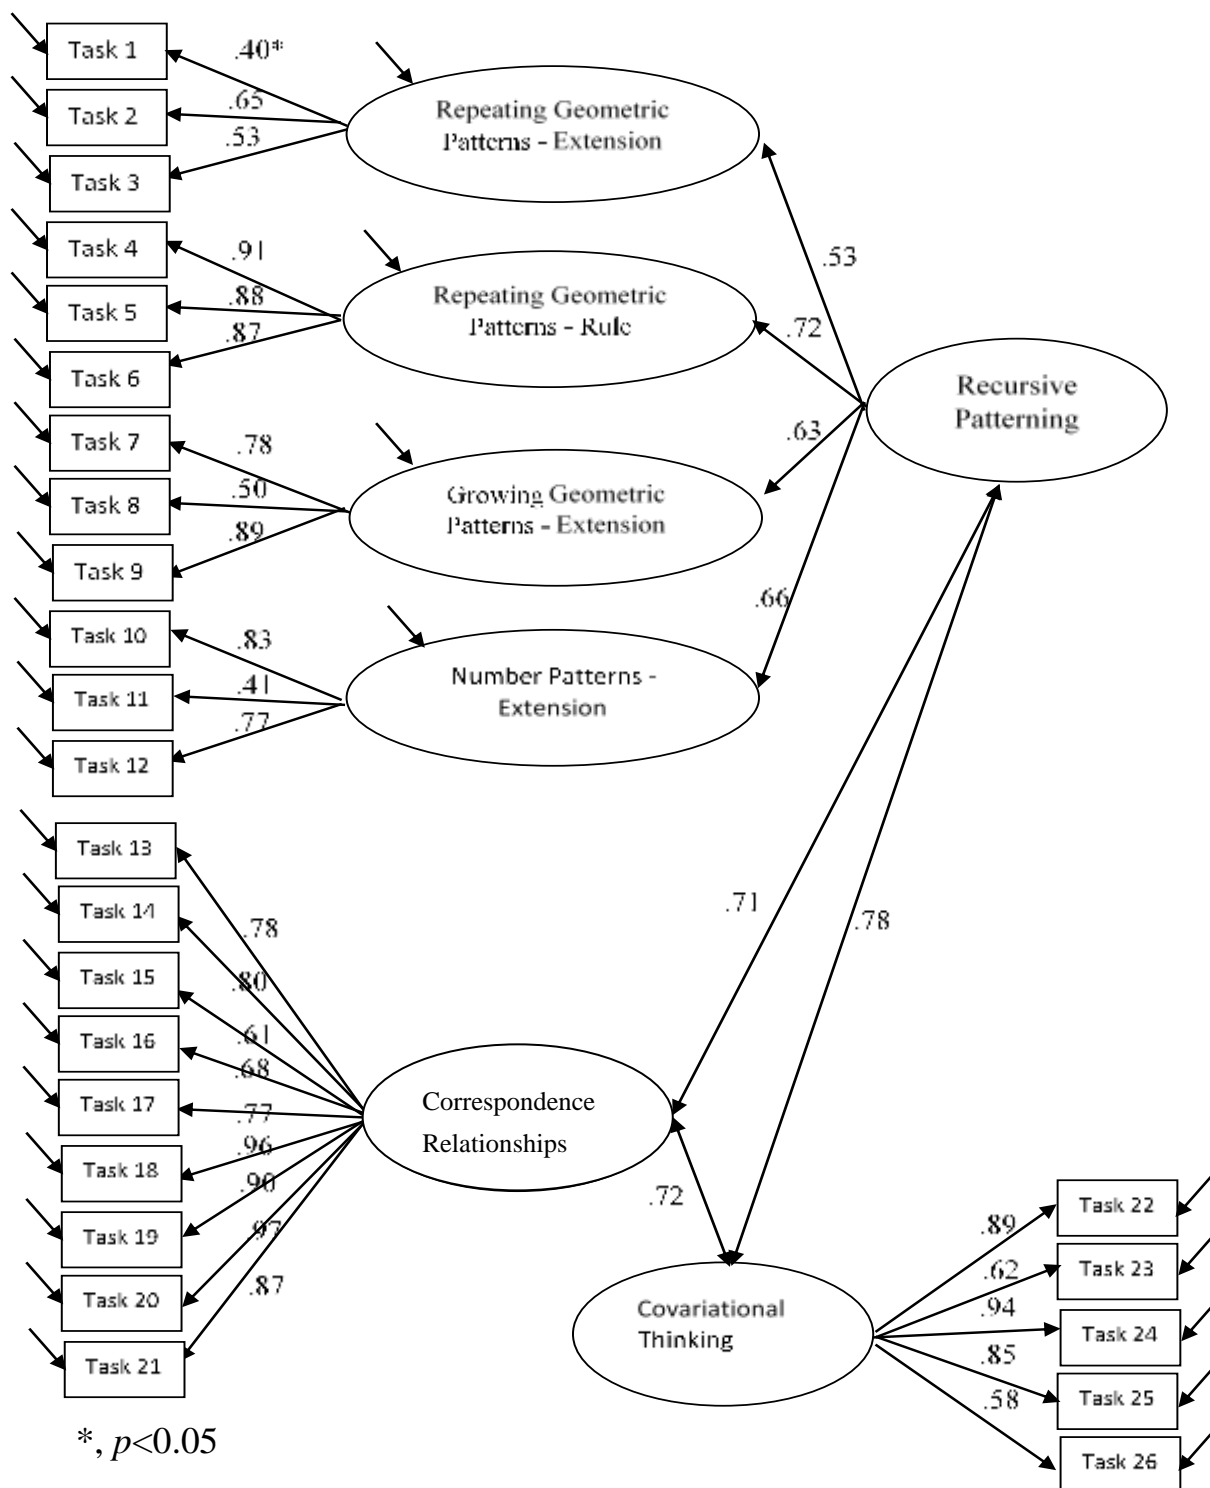 Task 1
.40*
Task 2
.65
.53
Task 3
Repeating Geometric
Patterns - Extension
Task 4
.91
Task 5
.88
.87
Task 6
Repeating Geometric
Patterns - Rule
.53
.72
.63
.66
Recursive
Patterning
Task 7
.78
Task 8
.50
.89
Task 9
Growing Geometric
Patterns - Extension
Task 10
.83
Task 11
.41
.77
Task 12
Number Patterns -
Extension
Task 13
Task 14
.78
Task 15
.80
Task 16
.61
.68
Task 17
.77
Task 18
.96
.90
Task 19
.97
Task 20
.87
Task 21
Correspondence
Relationships
.71
.78
.72
Covariational
Thinking
.89
Task 22
.62
Task 23
.94
Task 24
.85
Task 25
.58
Task 26
*, p<0.05